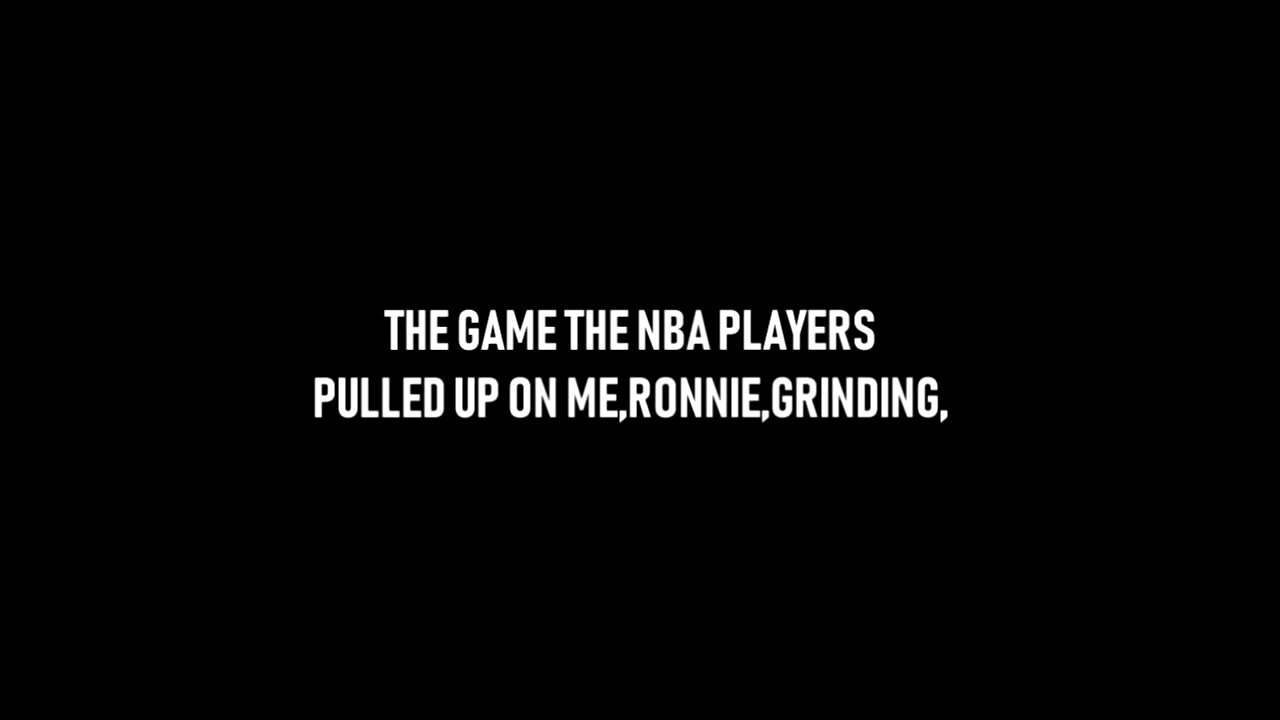 THE GAME THE NBA PLAYERS
PULLED UP ON ME,RONNIE,GRINDING,